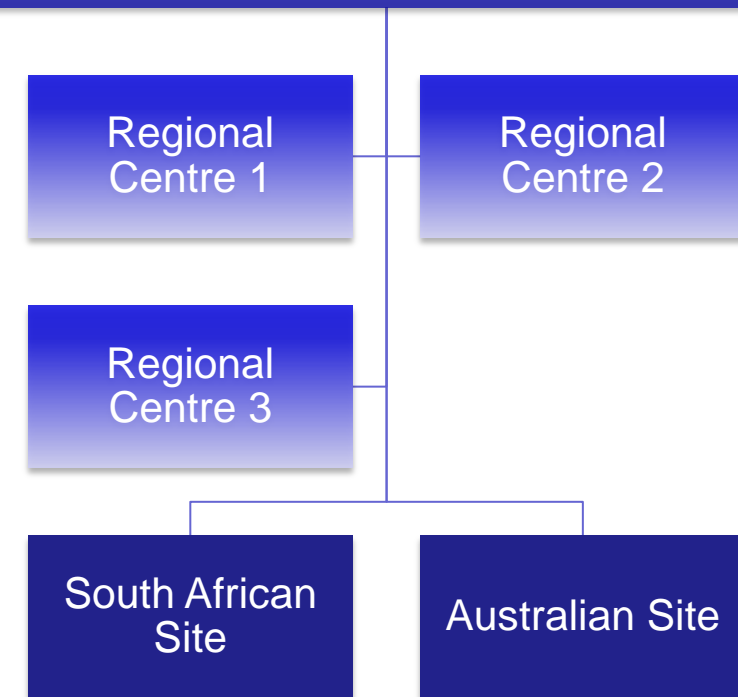 Regional
Centre 1
Regional
Centre 2
Regional
Centre 3
South African
Site
Australian Site